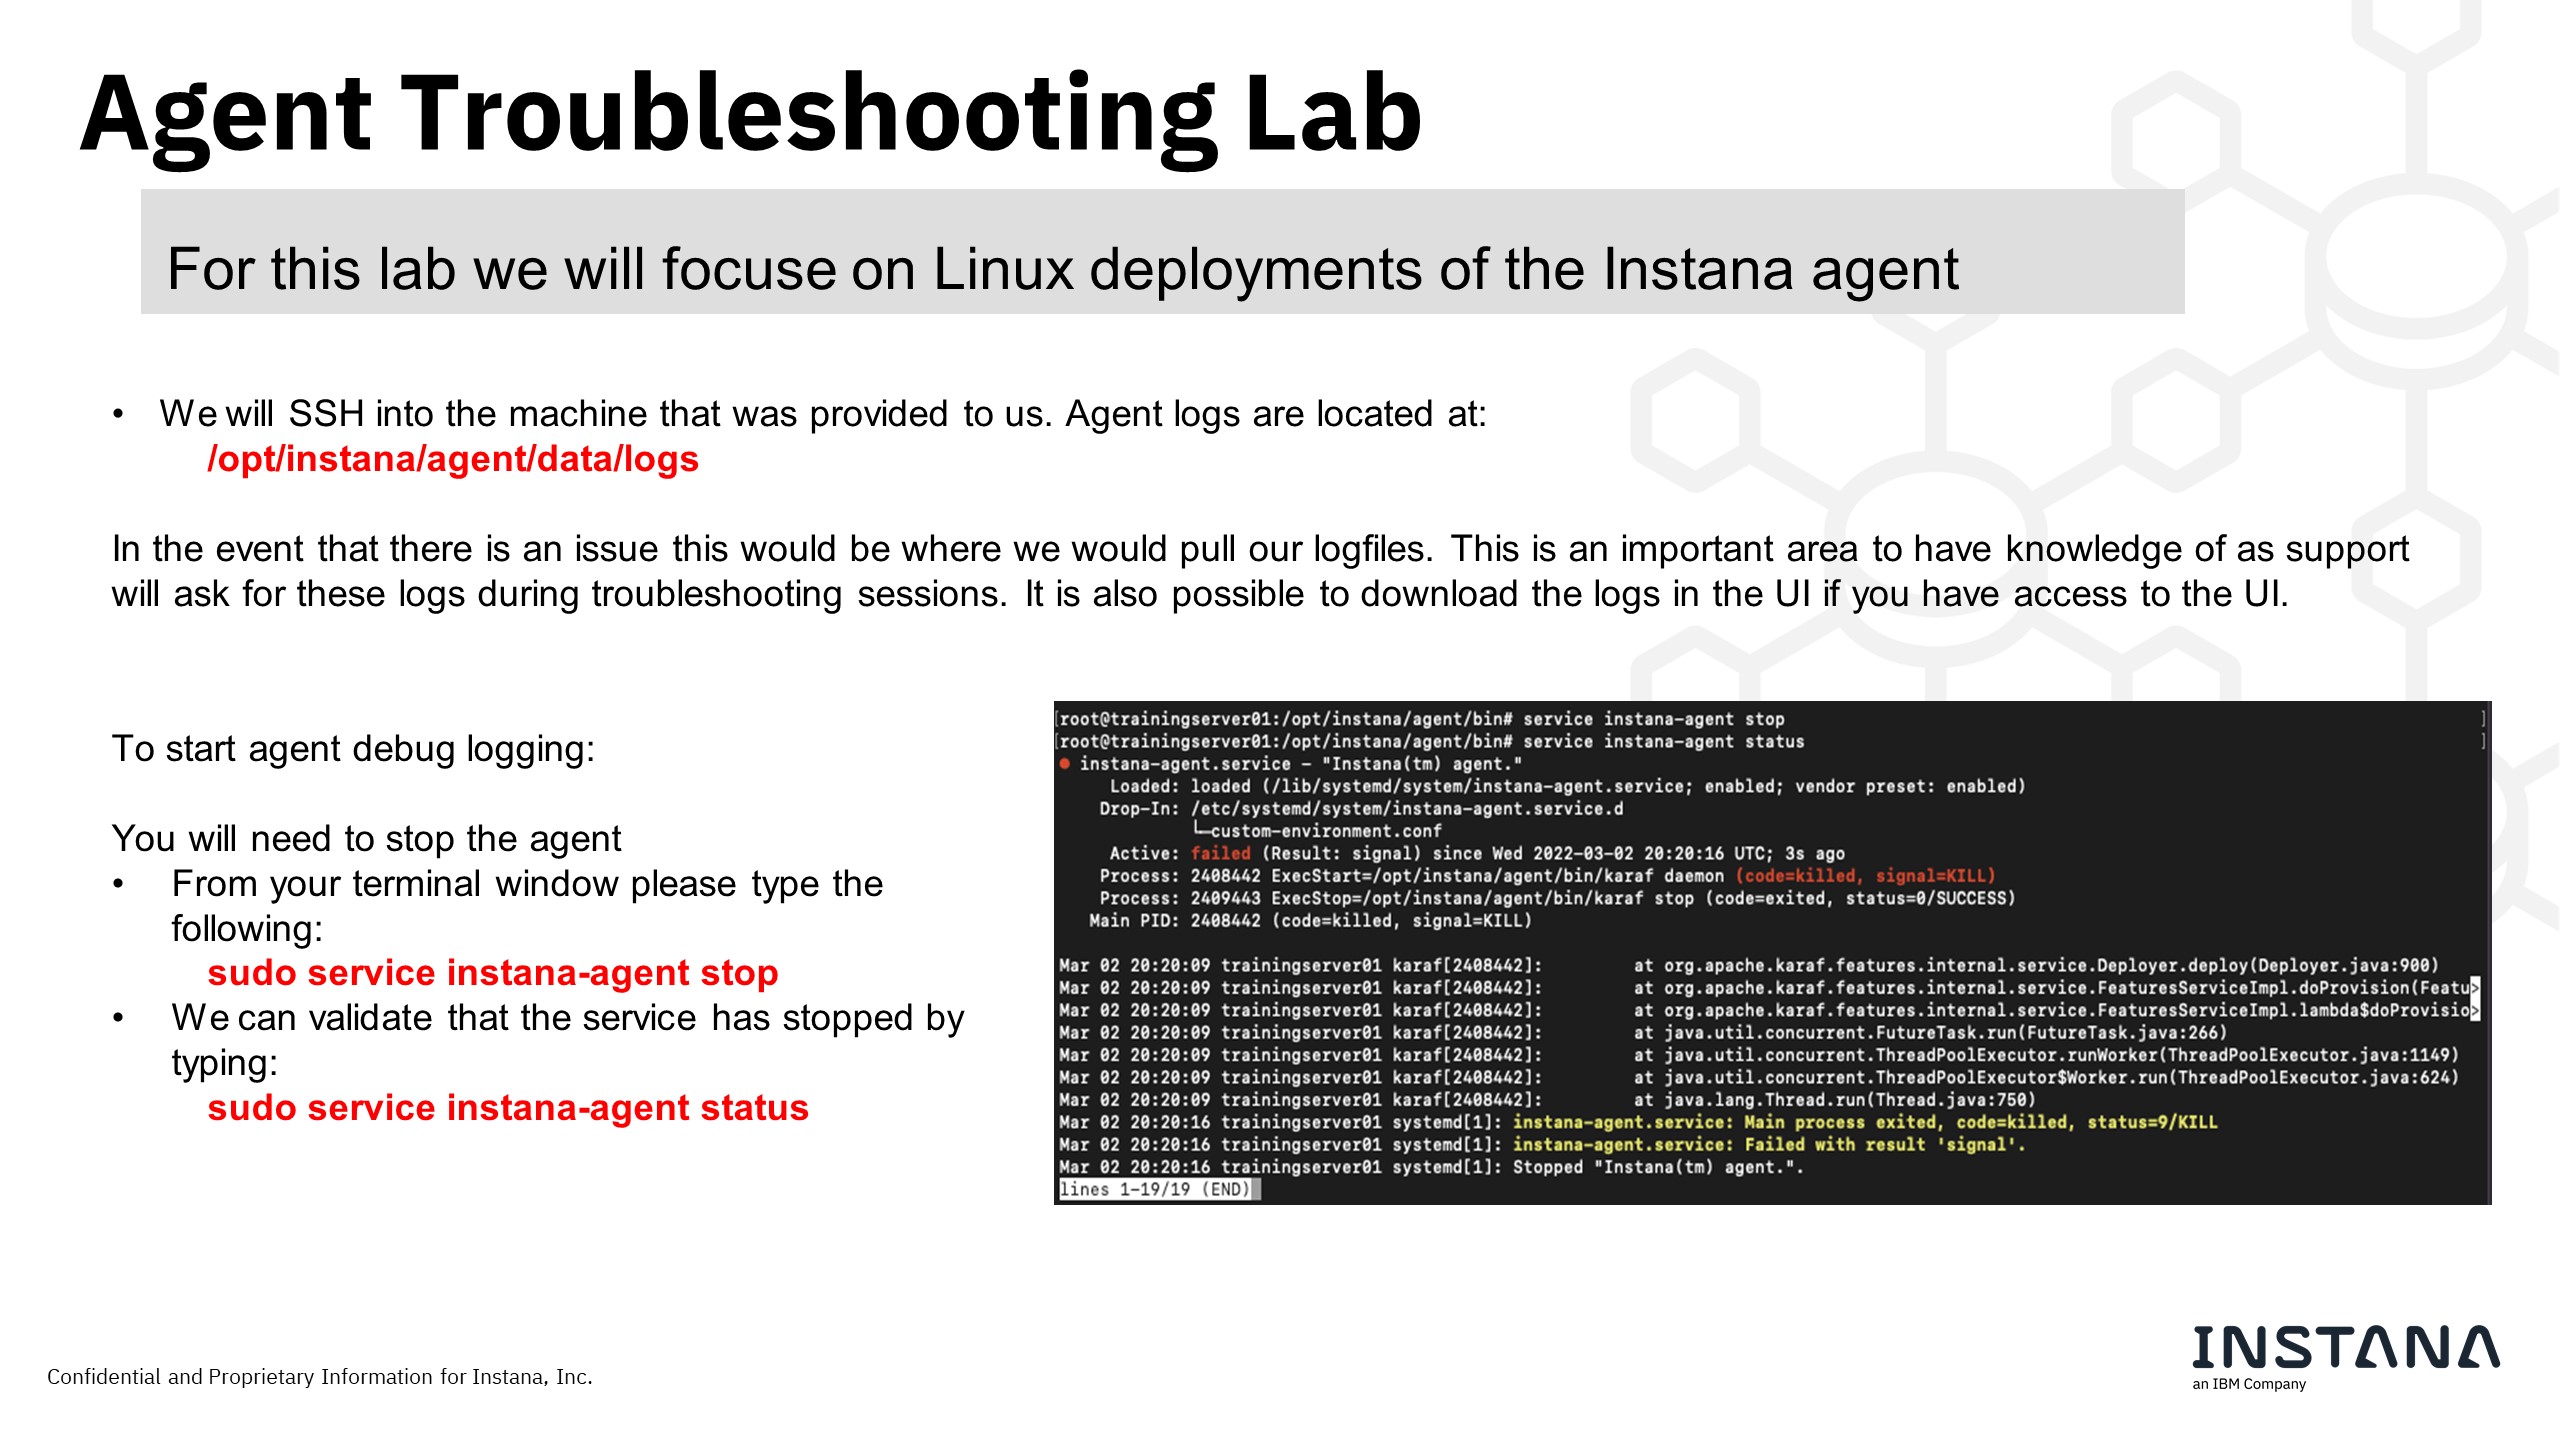 Agent Troubleshooting Lab
For this lab we will focuse on Linux deployments of the Instana agent
• We will SSH into the machine that was provided to us. Agent logs are located at:
/opt/instana/agent/data/logs
In the event that there is an issue this would be where we would pull our logfiles. This is an important area to have knowledge of as support
will ask for these logs during troubleshooting sessions. It is also possible to download the logs in the UI if you have access to the UI.
To start agent debug logging:
You will need to stop the agent
• From your terminal window please type the
following:
sudo service instana-agent stop
• We can validate that the service has stopped by
typing:
sudo service instana-agent status
[root@trainingserver01:/opt/instana/agent/bin# service instana-agent stop ]
[root@trainingserver01:/opt/instana/agent/bin# service instana-agent status ]
● instana-agent.service – "Instana(tm) agent."
Loaded: loaded (/lib/systemd/system/instana-agent.service; enabled; vendor preset: enabled)
Drop-In: /etc/systemd/system/instana-agent.service.d
└─custom-environment.conf
Active: failed (Result: signal) since Wed 2022-03-02 20:20:16 UTC; 3s ago
Process: 2408442 ExecStart=/opt/instana/agent/bin/karaf daemon (code=killed, signal=KILL)
Process: 2409443 ExecStop=/opt/instana/agent/bin/karaf stop (code=exited, status=0/SUCCESS)
Main PID: 2408442 (code=killed, signal=KILL)
Mar 02 20:20:09 trainingserver01 karaf[2408442]: at org.apache.karaf.features.internal.service.Deployer.deploy(Deployer.java:900)
Mar 02 20:20:09 trainingserver01 karaf[2408442]: at org.apache.karaf.features.internal.service.FeaturesServiceImpl.doProvision(Featu>
Mar 02 20:20:09 trainingserver01 karaf[2408442]: at org.apache.karaf.features.internal.service.FeaturesServiceImpl.lambda$doProvisio>
Mar 02 20:20:09 trainingserver01 karaf[2408442]: at java.util.concurrent.FutureTask.run(FutureTask.java:266)
Mar 02 20:20:09 trainingserver01 karaf[2408442]: at java.util.concurrent.ThreadPoolExecutor.runWorker(ThreadPoolExecutor.java:1149)
Mar 02 20:20:09 trainingserver01 karaf[2408442]: at java.util.concurrent.ThreadPoolExecutor$Worker.run(ThreadPoolExecutor.java:624)
Mar 02 20:20:09 trainingserver01 karaf[2408442]: at java.lang.Thread.run(Thread.java:750)
Mar 02 20:20:16 trainingserver01 systemd[1]: instana-agent.service: Main process exited, code=killed, status=9/KILL
Mar 02 20:20:16 trainingserver01 systemd[1]: instana-agent.service: Failed with result 'signal'.
Mar 02 20:20:16 trainingserver01 systemd[1]: Stopped "Instana(tm) agent.".
lines 1-19/19 (END)
Confidential and Proprietary Information for Instana, Inc.
INSTANA
an IBM Company